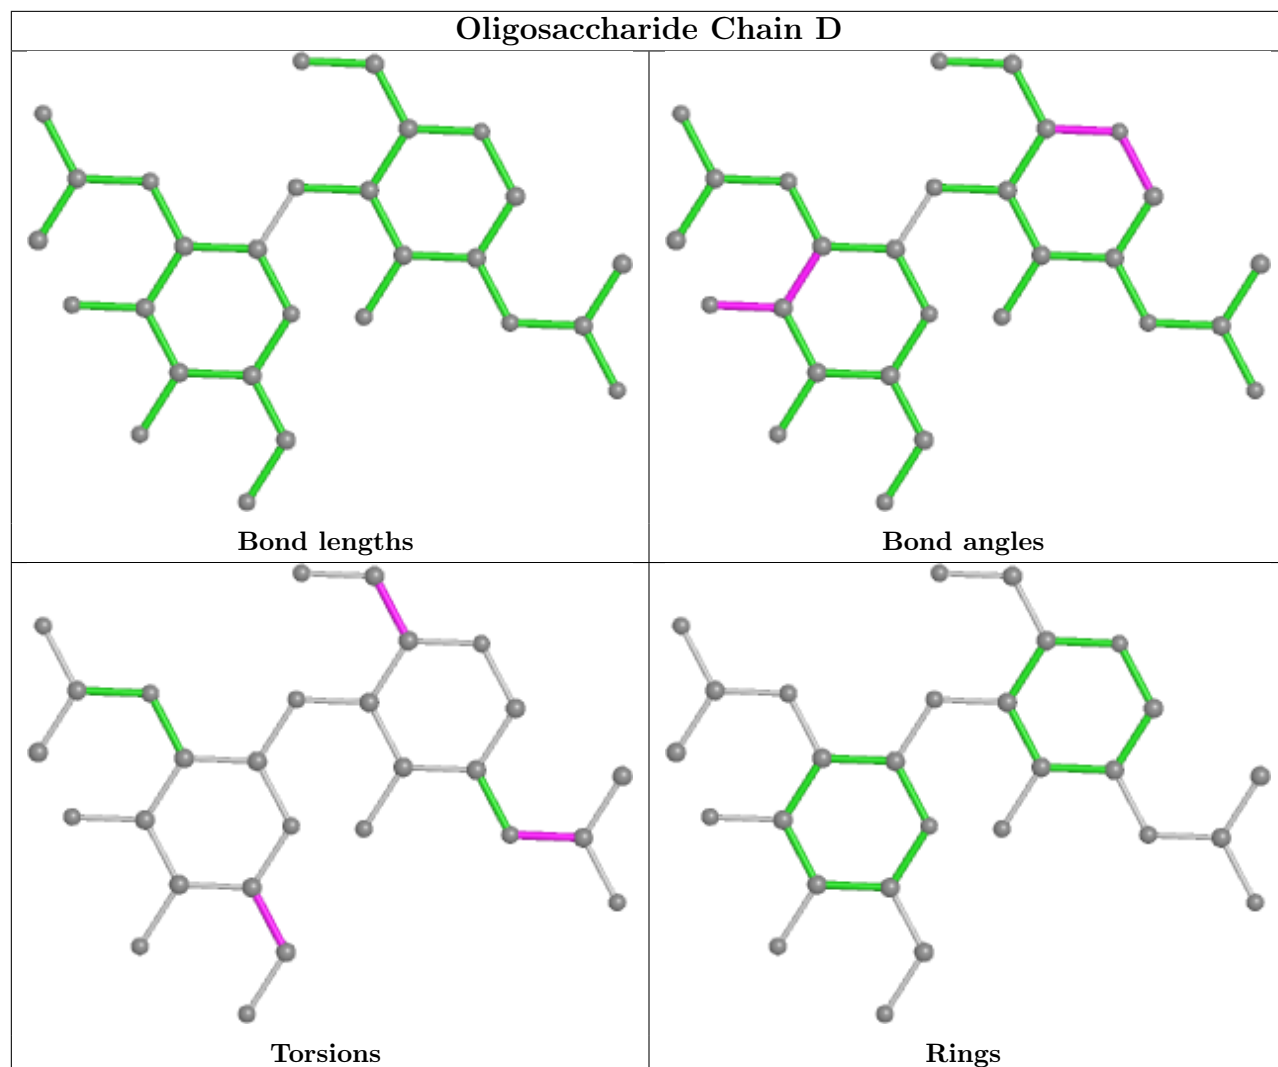 Oligosaccharide Chain D
Bond lengths
Bond angles
Torsions
Rings